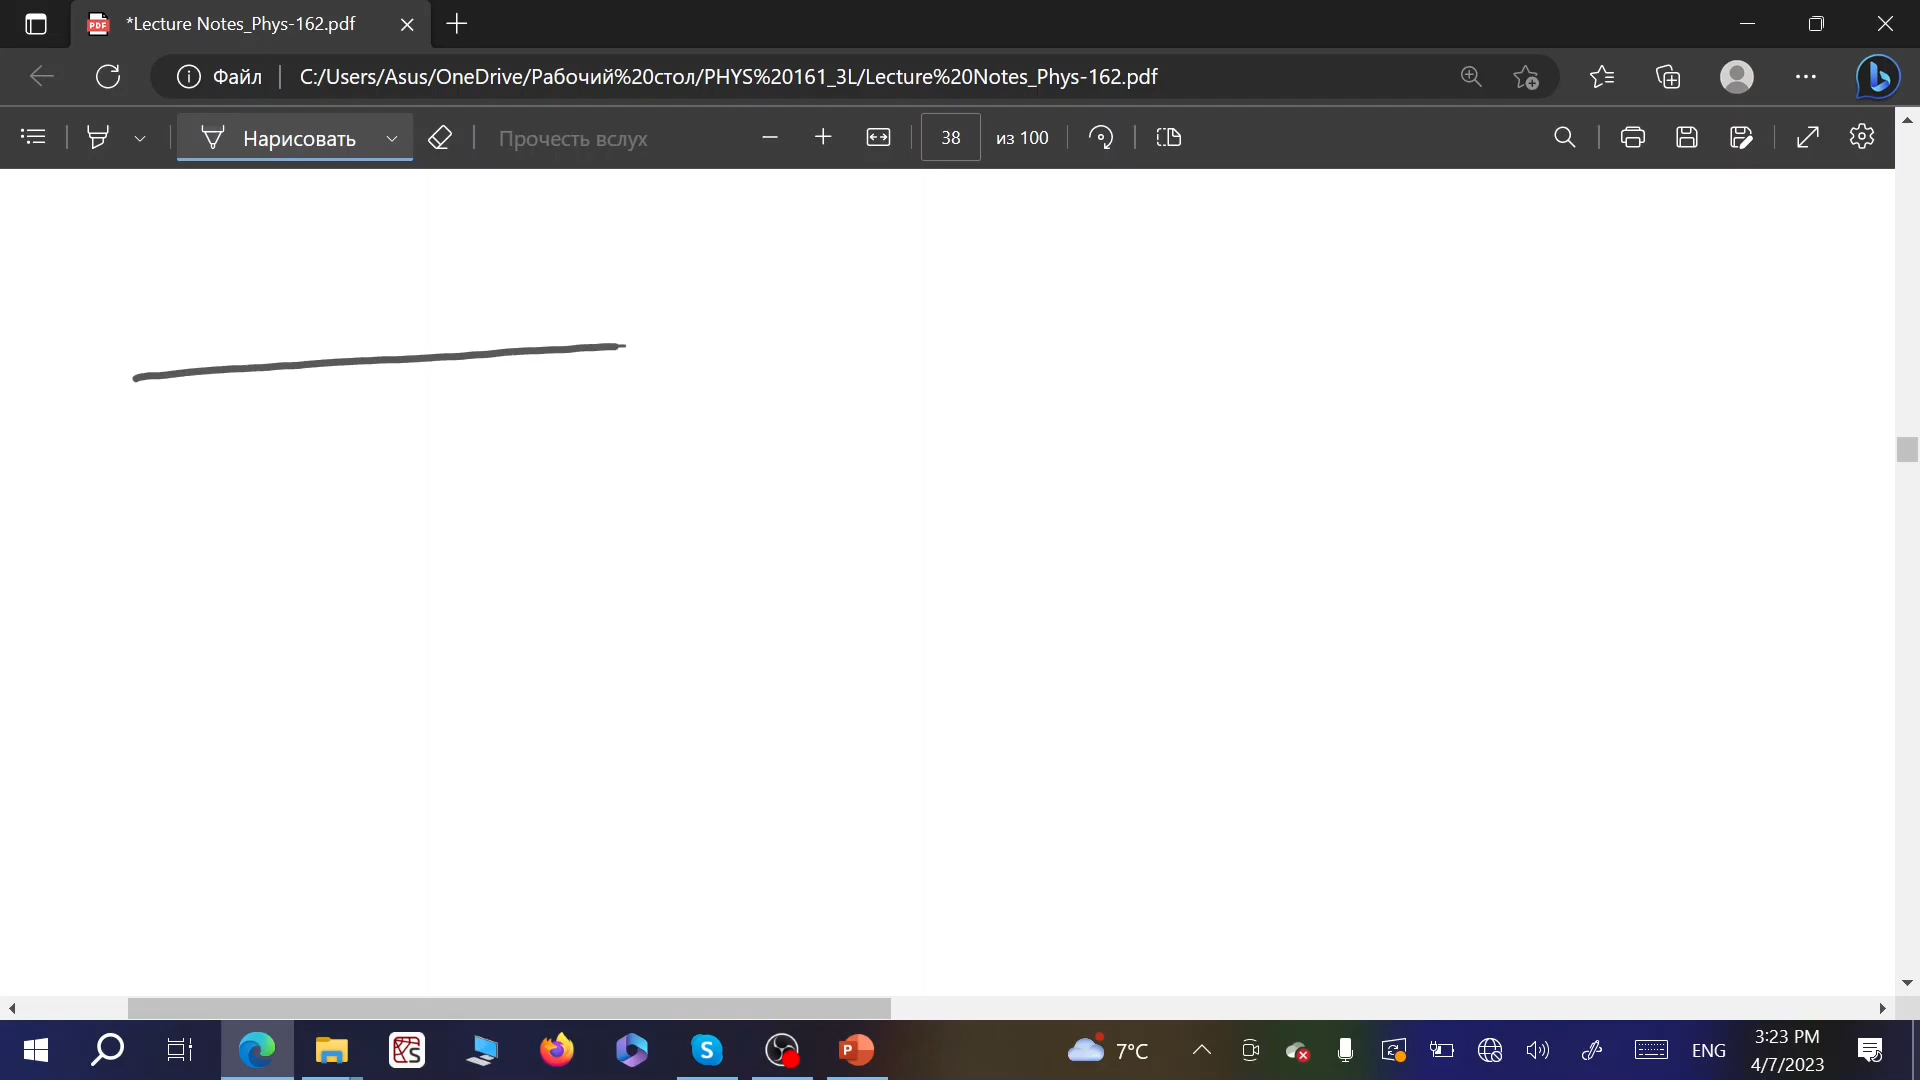 *Lecture Notes_Phys-162.pdf
Файл C:/Users/Asus/OneDrive/Рабочий%20стол/PHYS%20161_3L/Lecture%20Notes_Phys-162.pdf
Нарисовать Прочесть вслух 38 из 100
7°C ENG 3:23 PM
4/7/2023